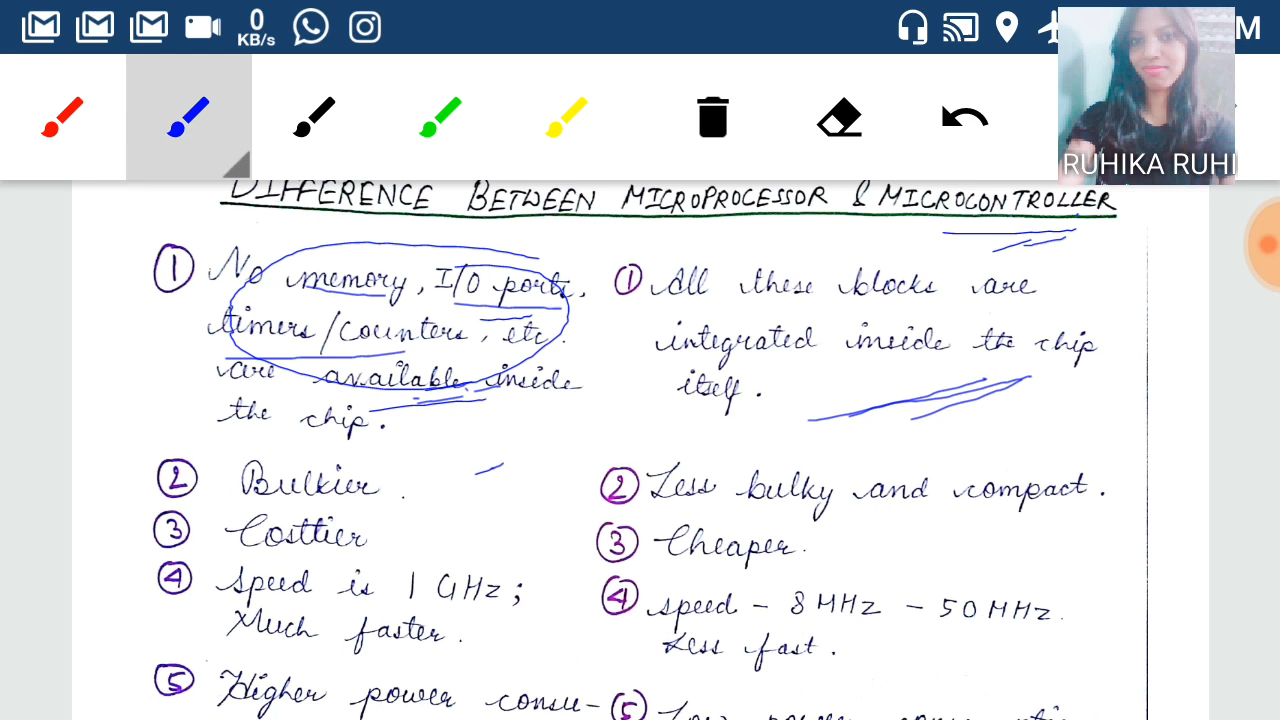 0
KB/s
M
RUHIKA RUHI
DIFFERENCE BETWEEN MICROPROCESSOR & MICROCONTROLLER
① No memory, I/O ports,
timers/counters, etc.
are available inside
the chip.
① All these blocks are
integrated inside the chip
itself.
② Bulkier.
② Less bulky and compact.
③ Costtier
③ Cheaper.
④ Speed is 1 GHz;
Much faster.
④ Speed - 8 MHz - 50 MHz.
Less fast.
⑤ Higher power consu-
⑤